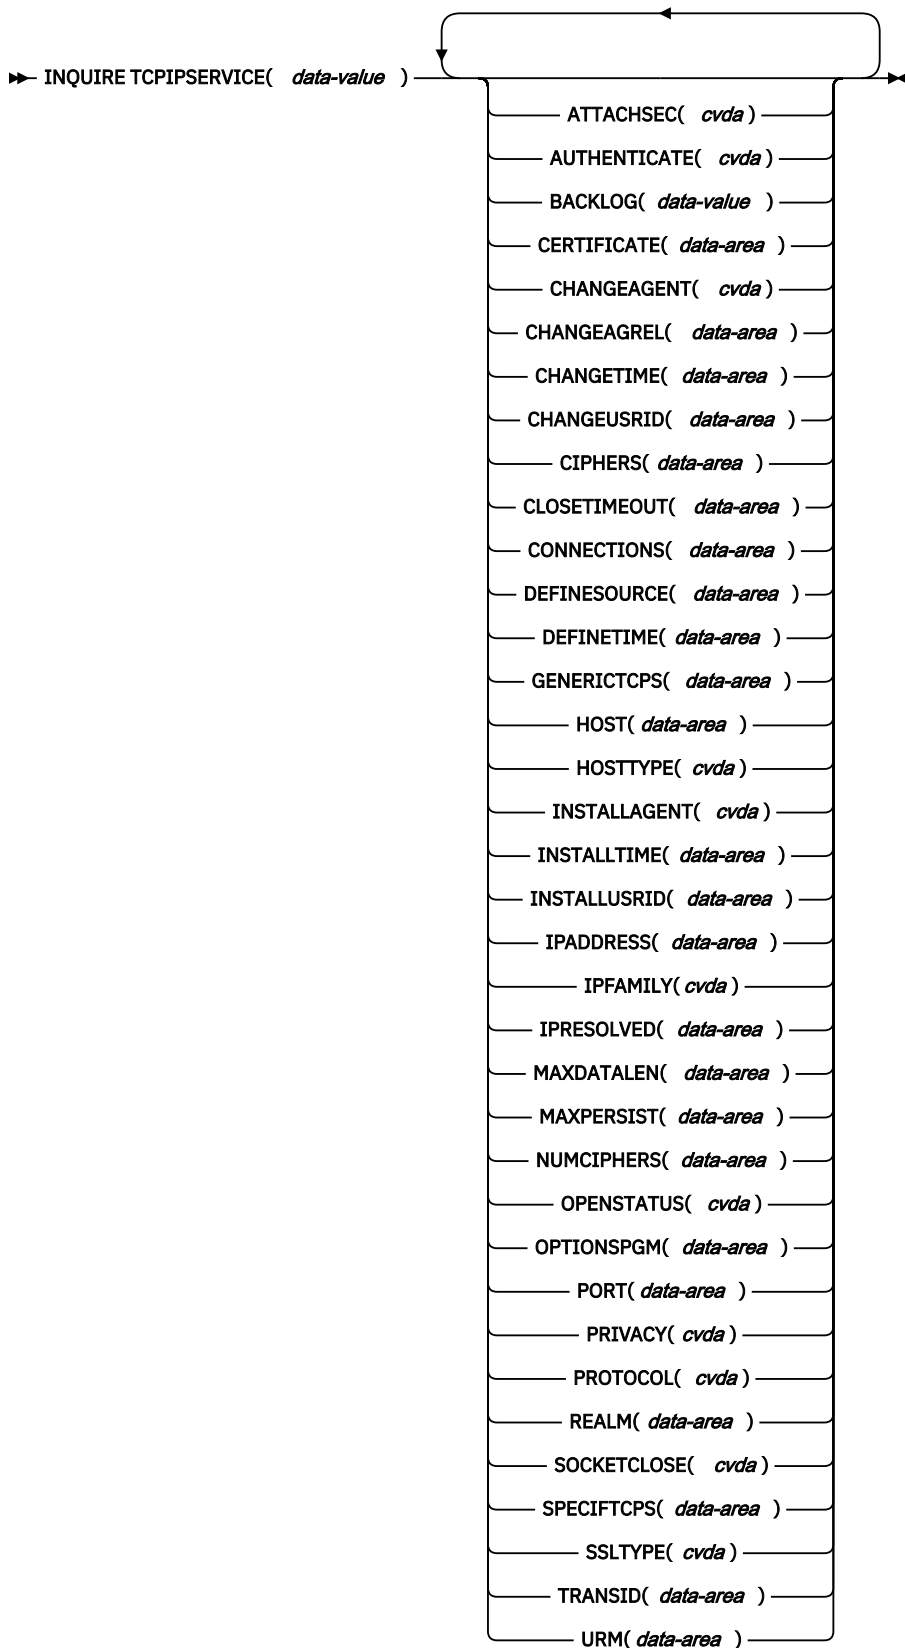 INQUIRE TCPIPSERVICE( data-value )
ATTACHSEC( cvda )
AUTHENTICATE( cvda )
BACKLOG( data-value )
CERTIFICATE( data-area )
CHANGEAGENT( cvda )
CHANGEAGREL( data-area )
CHANGETIME( data-area )
CHANGEUSRID( data-area )
CIPHERS( data-area )
CLOSETIMEOUT( data-area )
CONNECTIONS( data-area )
DEFINESOURCE( data-area )
DEFINETIME( data-area )
GENERICTCPS( data-area )
HOST( data-area )
HOSTTYPE( cvda )
INSTALLAGENT( cvda )
INSTALLTIME( data-area )
INSTALLUSRID( data-area )
IPADDRESS( data-area )
IPFAMILY( cvda )
IPRESOLVED( data-area )
MAXDATALEN( data-area )
MAXPERSIST( data-area )
NUMCIPHERS( data-area )
OPENSTATUS( cvda )
OPTIONSPGM( data-area )
PORT( data-area )
PRIVACY( cvda )
PROTOCOL( cvda )
REALM( data-area )
SOCKETCLOSE( cvda )
SPECIFTCPS( data-area )
SSLTYPE( cvda )
TRANSID( data-area )
URM( data-area )